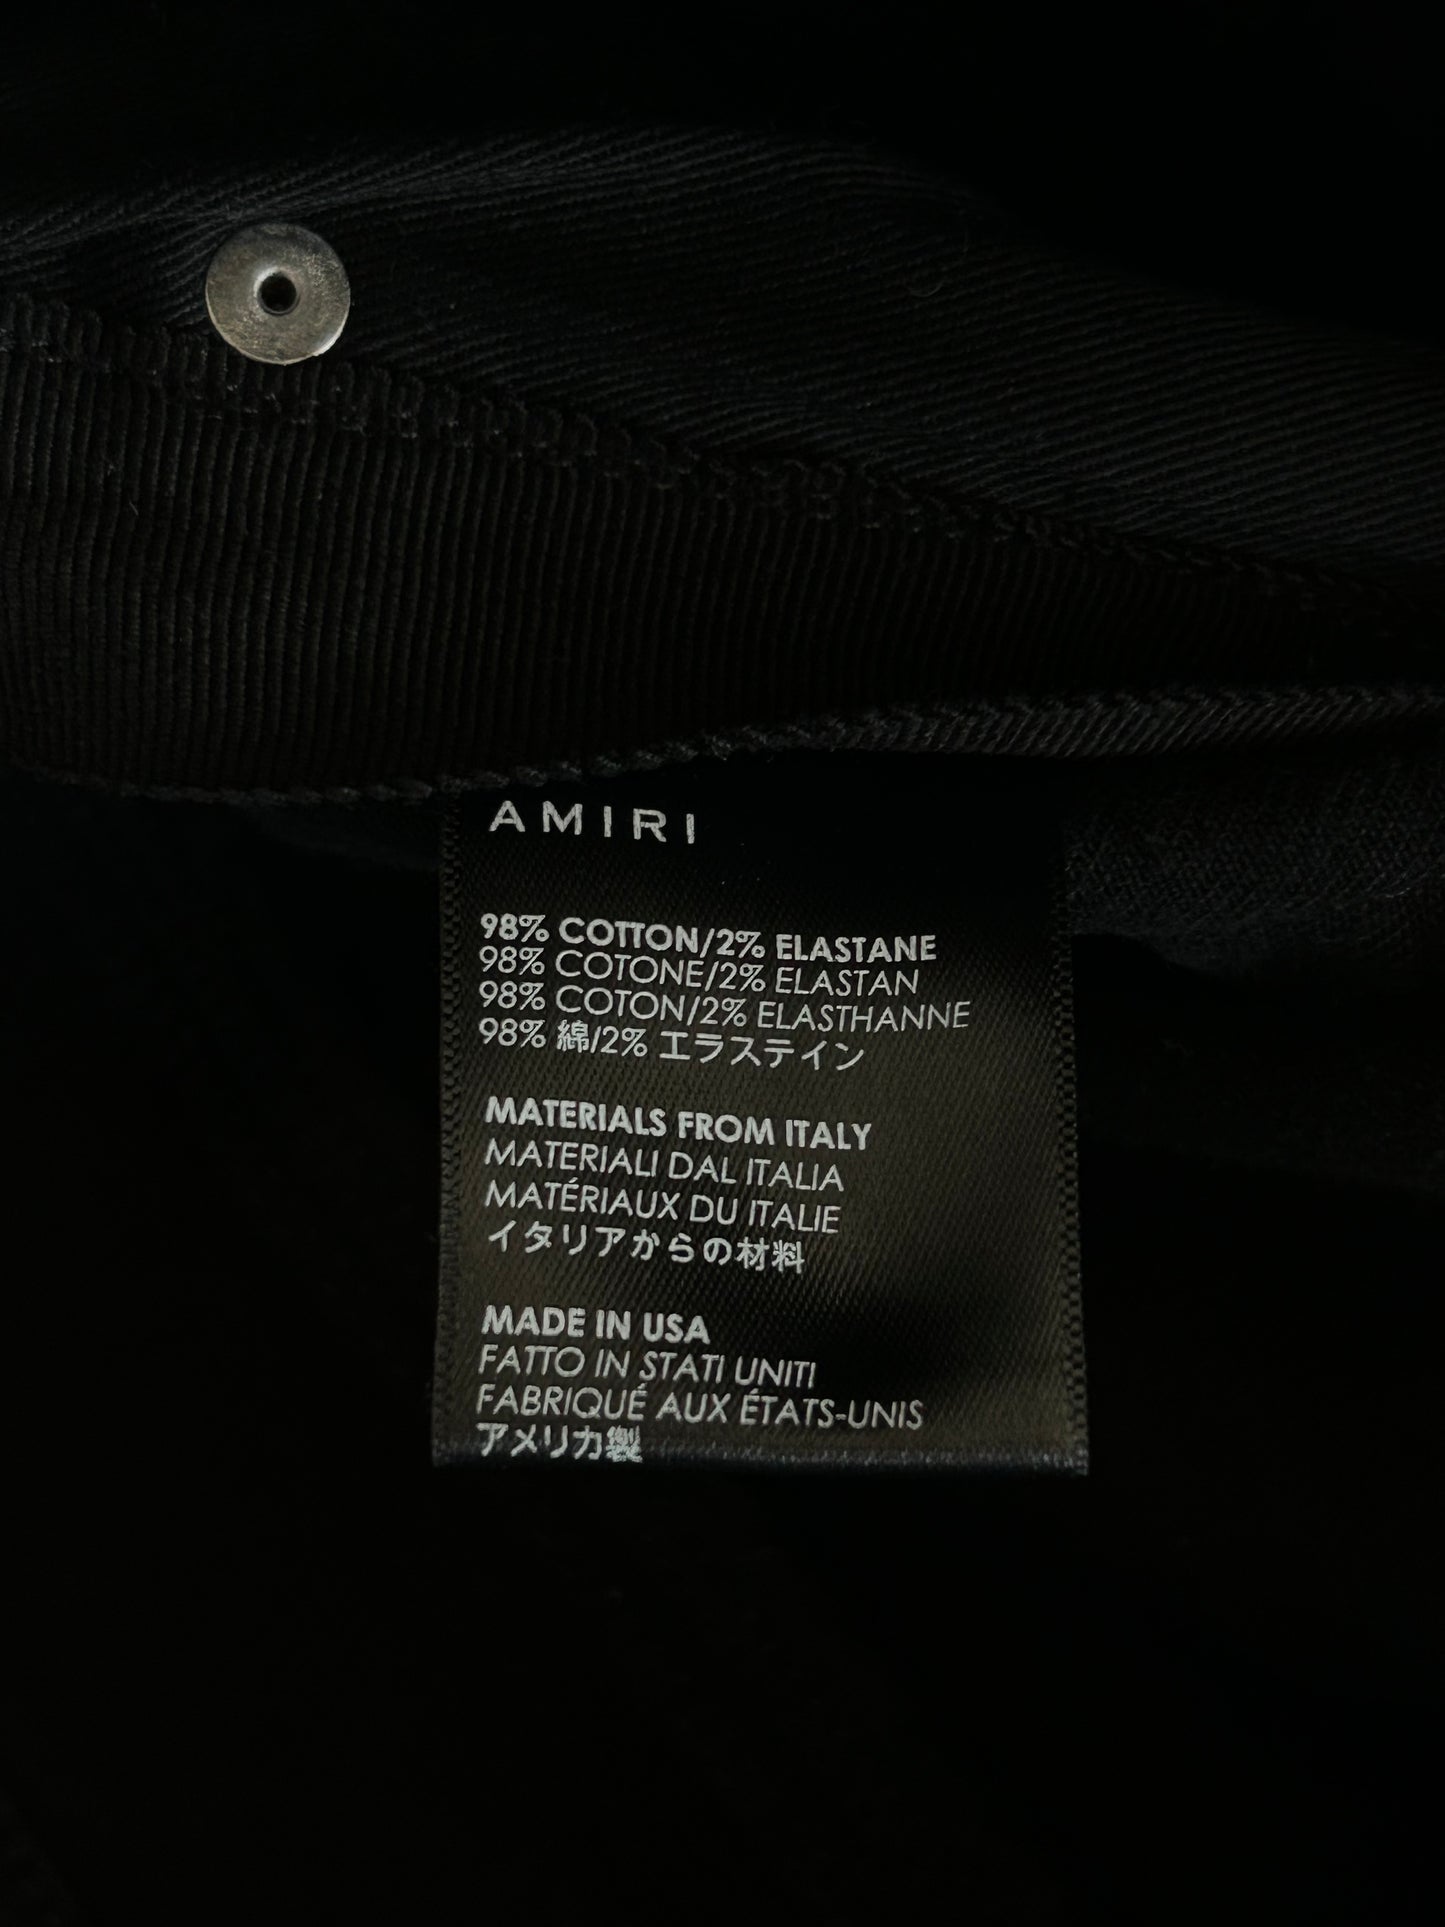 AMIRI
98% COTTON/2% ELASTANE
98% COTONE/2% ELASTAN
98% COTON/2% ELASTHANNE
98% 綿/2% エラステイン
MATERIALS FROM ITALY
MATERIALI DAL ITALIA
MATÉRIAUX DU ITALIE
イタリアからの材料
MADE IN USA
FATTO IN STATI UNITI
FABRIQUÉ AUX ÉTATS-UNIS
アメリカ製